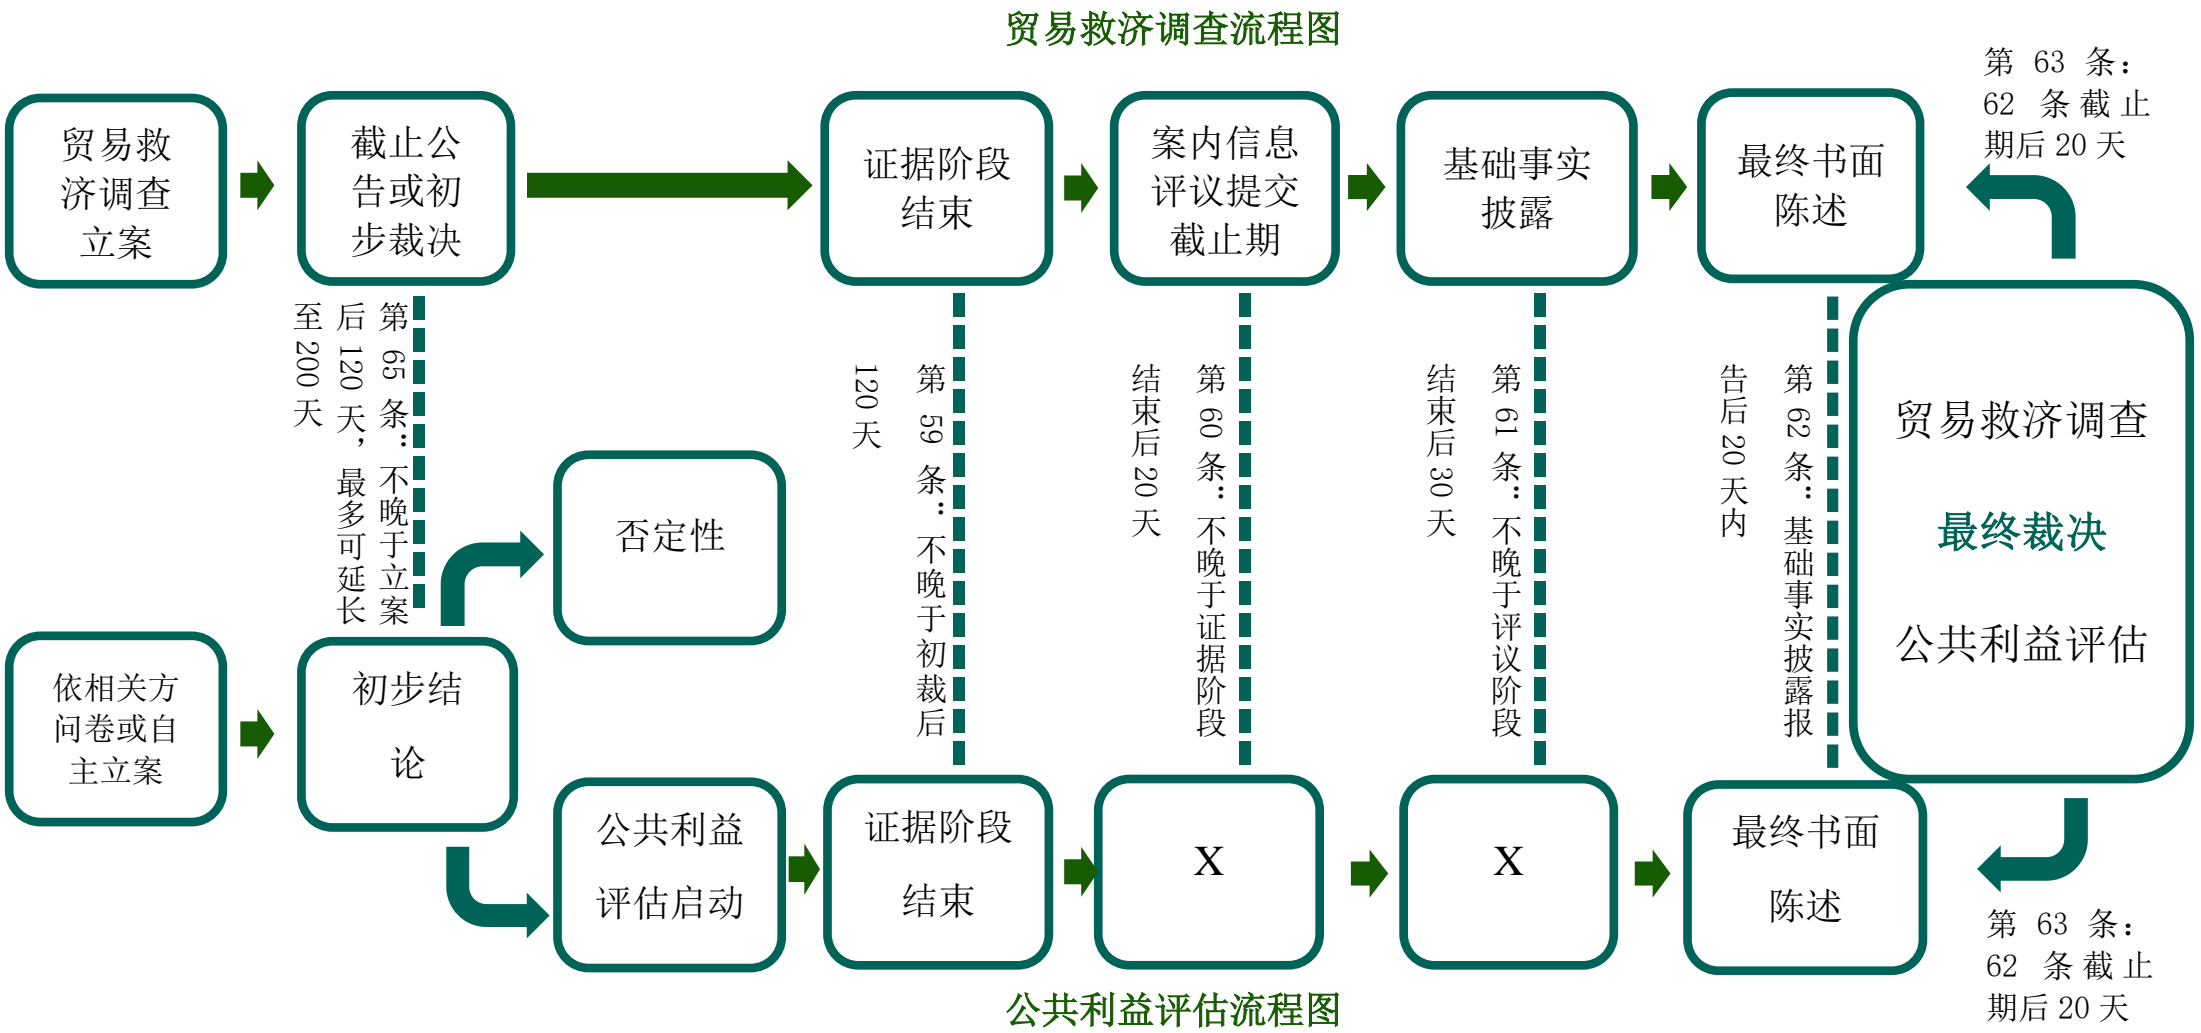 贸易救济调查流程图
贸易救
济调查
立案
截止公
告或初
步裁决
证据阶段
结束
案内信息
评议提交
截止期
基础事实
披露
最终书面
陈述
第 63 条：
62 条截止
期后 20 天
第 65 条：不晚于立案
后 120 天，最多可延长
至 200 天
第 59 条：不晚于初裁后
120 天
第 60 条：不晚于证据阶段
结束后 20 天
第 61 条：不晚于评议阶段
结束后 30 天
第 62 条：基础事实披露报
告后 20 天内
贸易救济调查
最终裁决
公共利益评估
否定性
依相关方
问卷或自
主立案
初步结
论
公共利益
评估启动
证据阶段
结束
X
X
最终书面
陈述
第 63 条：
62 条截止
期后 20 天
公共利益评估流程图